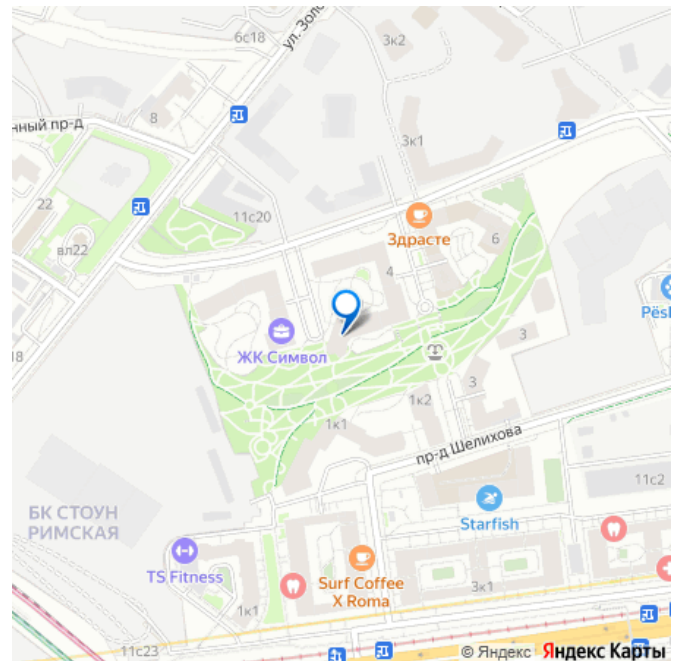 6с18
ул. Золо
3к2
нный пр-д
8
3к1
22
11с20
вл22
Здрасте
6
4
Pёsl
18
ЖК Символ
3
3
1к2
1к1
пр-д Шелихова
11с2
БК СТОУН
РИМСКАЯ
Starfish
TS Fitness
Surf Coffee
X Roma
3к1
1к1
11с23
© Яндекс Яндекс Карты